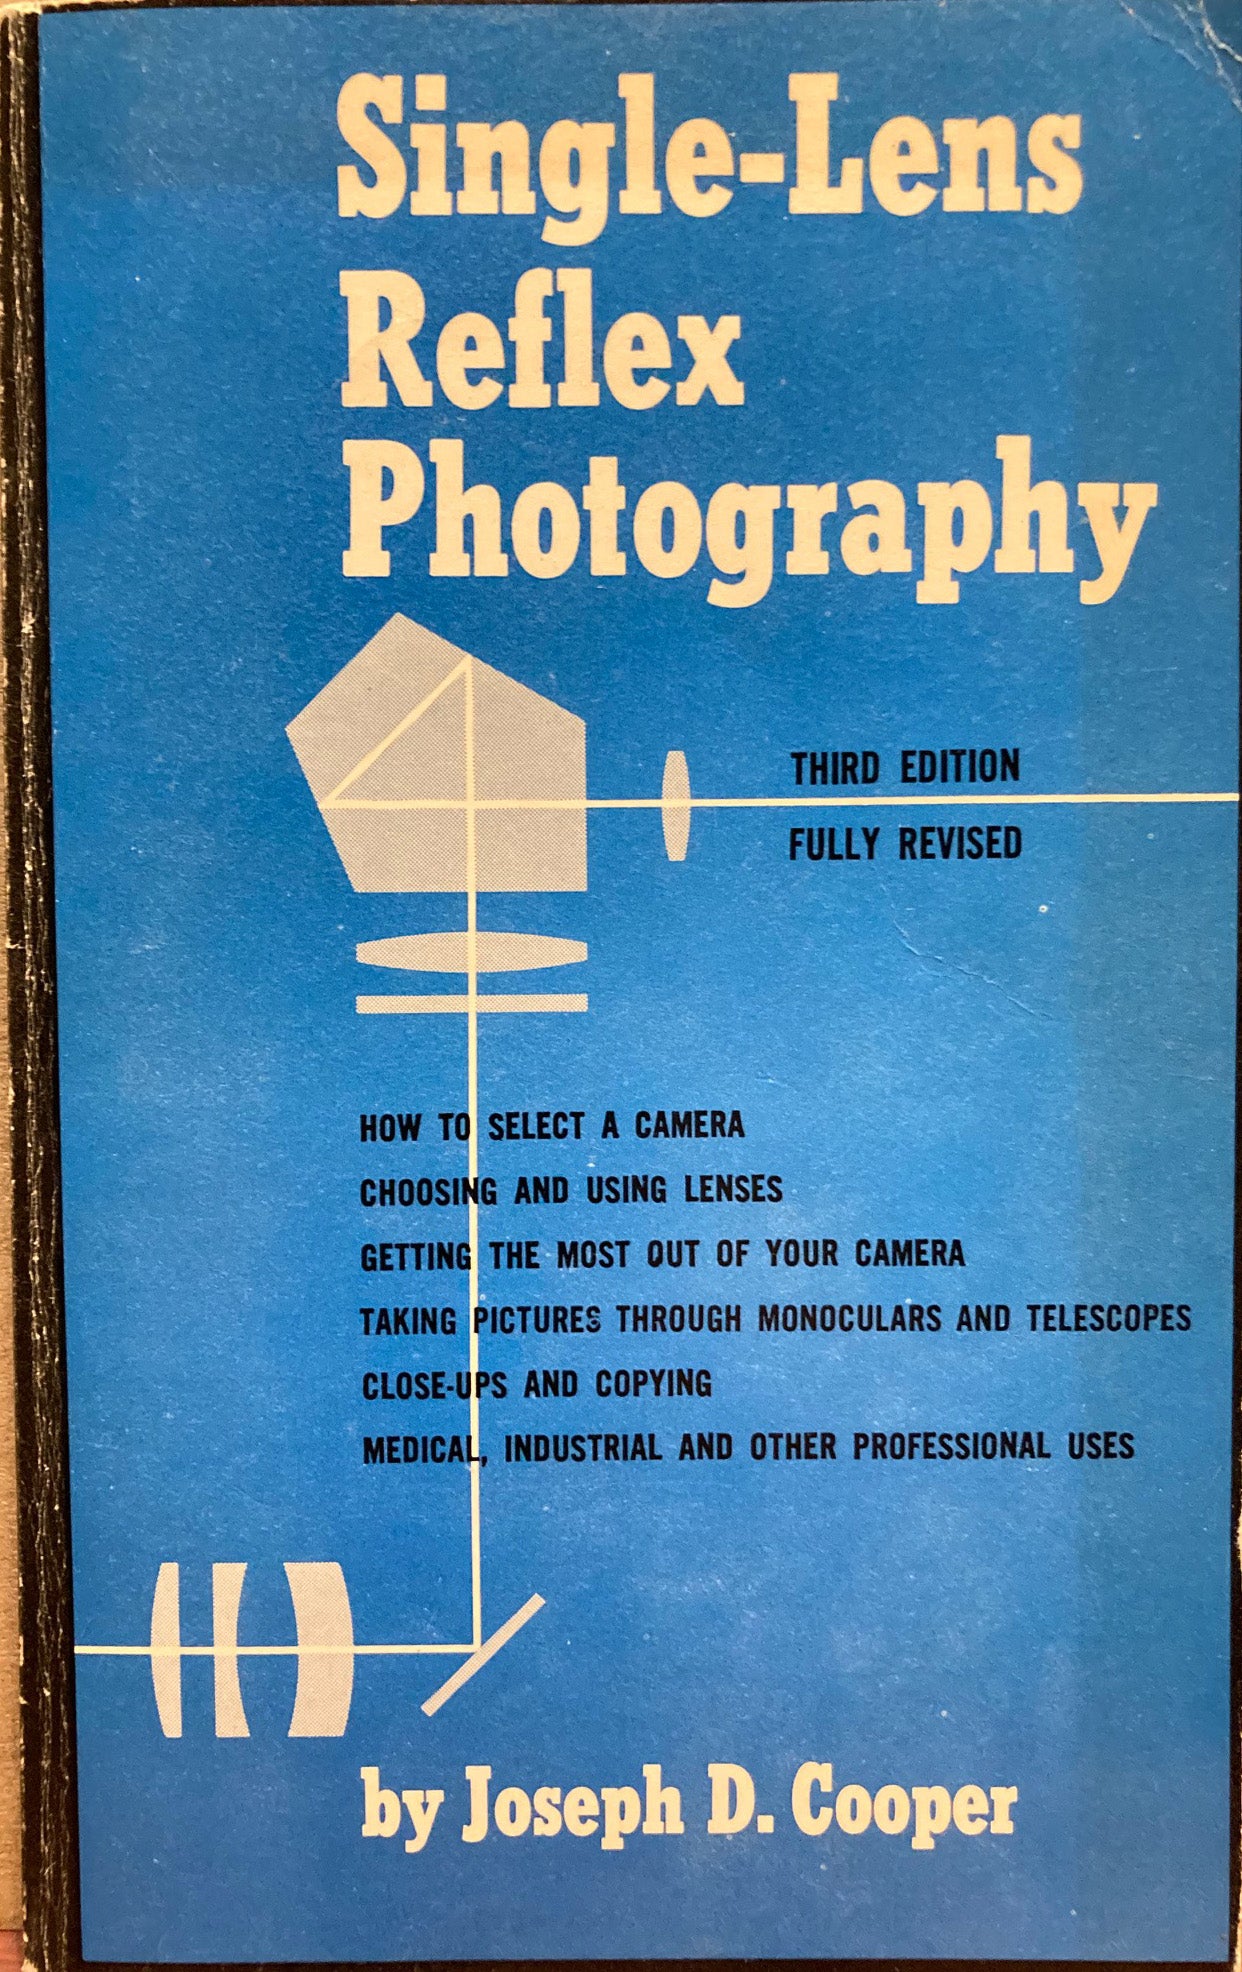 Single-Lens
Reflex
Photography
THIRD EDITION
FULLY REVISED
HOW TO SELECT A CAMERA
CHOOSING AND USING LENSES
GETTING THE MOST OUT OF YOUR CAMERA
TAKING PICTURES THROUGH MONOCULARS AND TELESCOPES
CLOSE-UPS AND COPYING
MEDICAL, INDUSTRIAL AND OTHER PROFESSIONAL USES
by Joseph D. Cooper